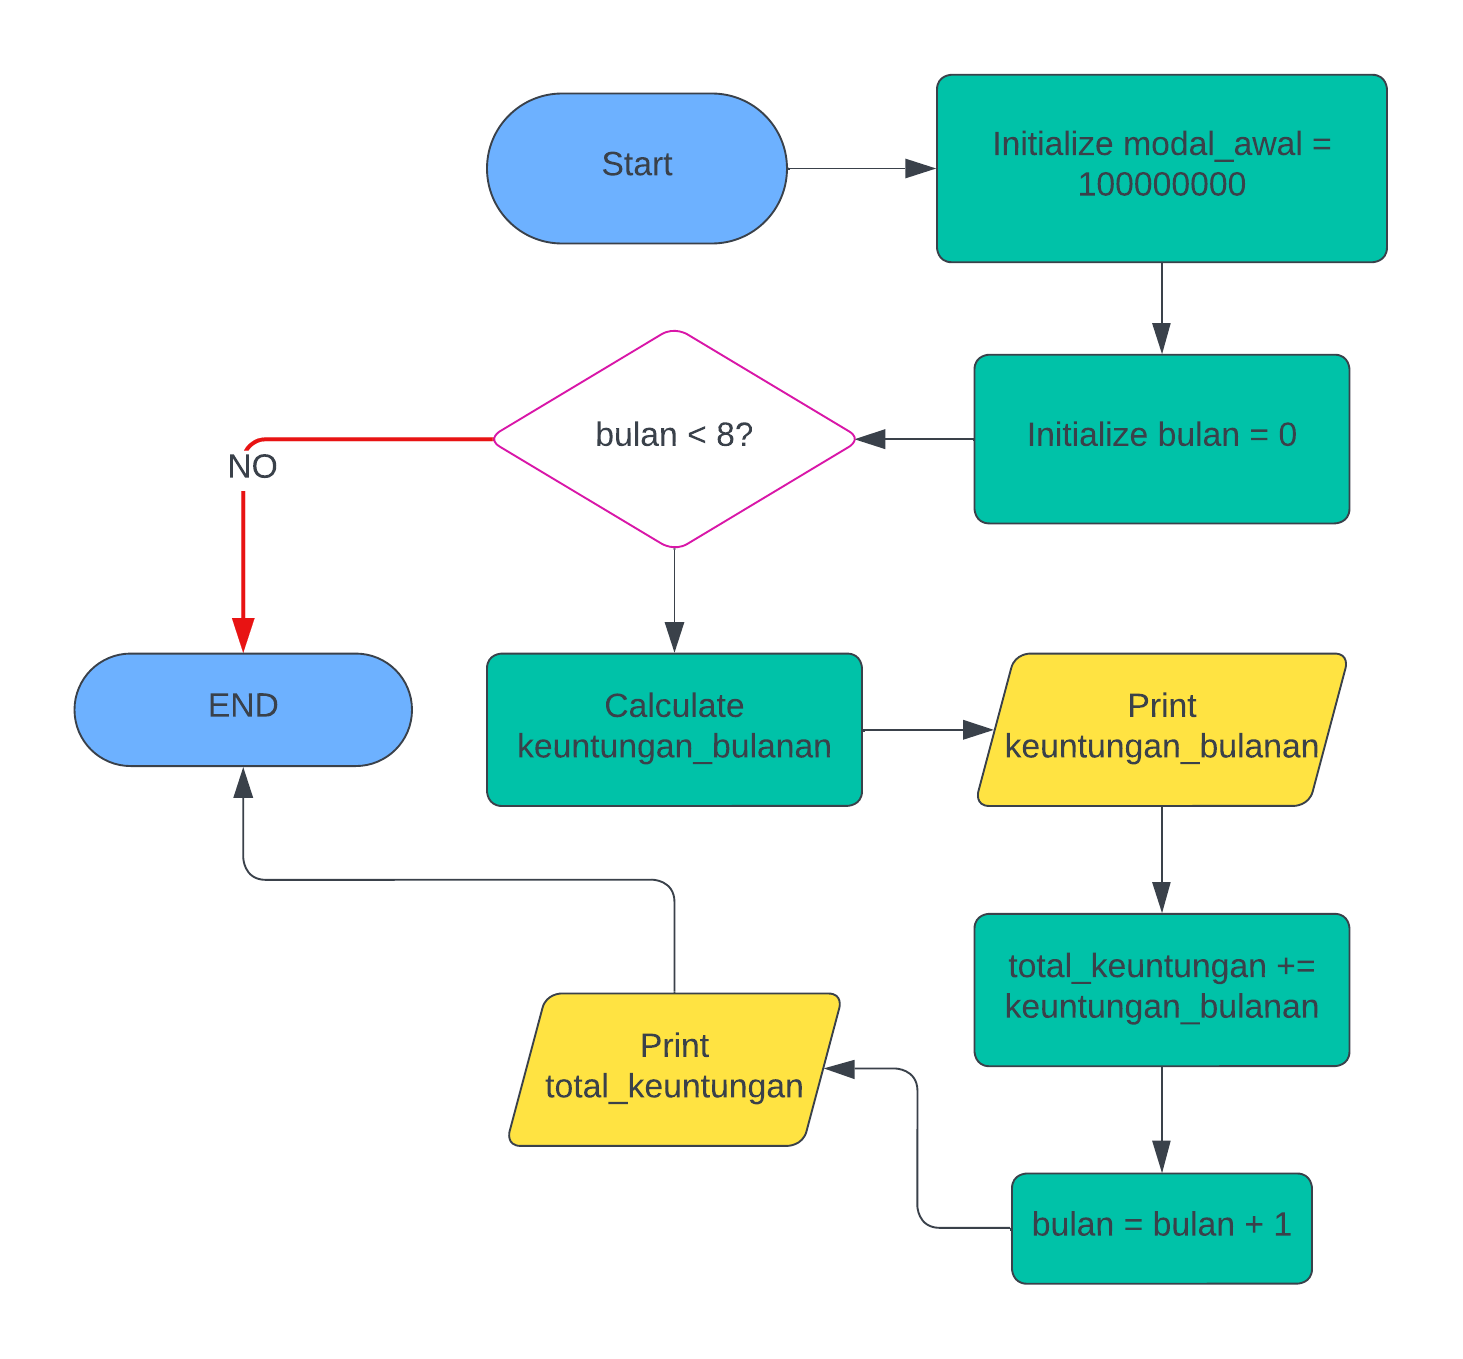 Start
Initialize modal_awal =
100000000
Initialize bulan = 0
bulan < 8?
NO
END
Calculate
keuntungan_bulanan
Print
keuntungan_bulanan
total_keuntungan +=
keuntungan_bulanan
bulan = bulan + 1
Print
total_keuntungan